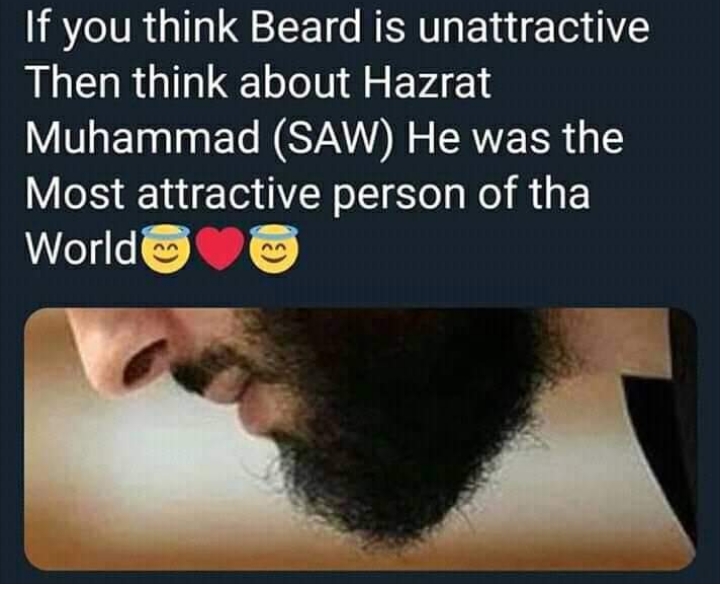 If you think Beard is unattractive
Then think about Hazrat
Muhammad (SAW) He was the
Most attractive person of tha
World😇❤️😇